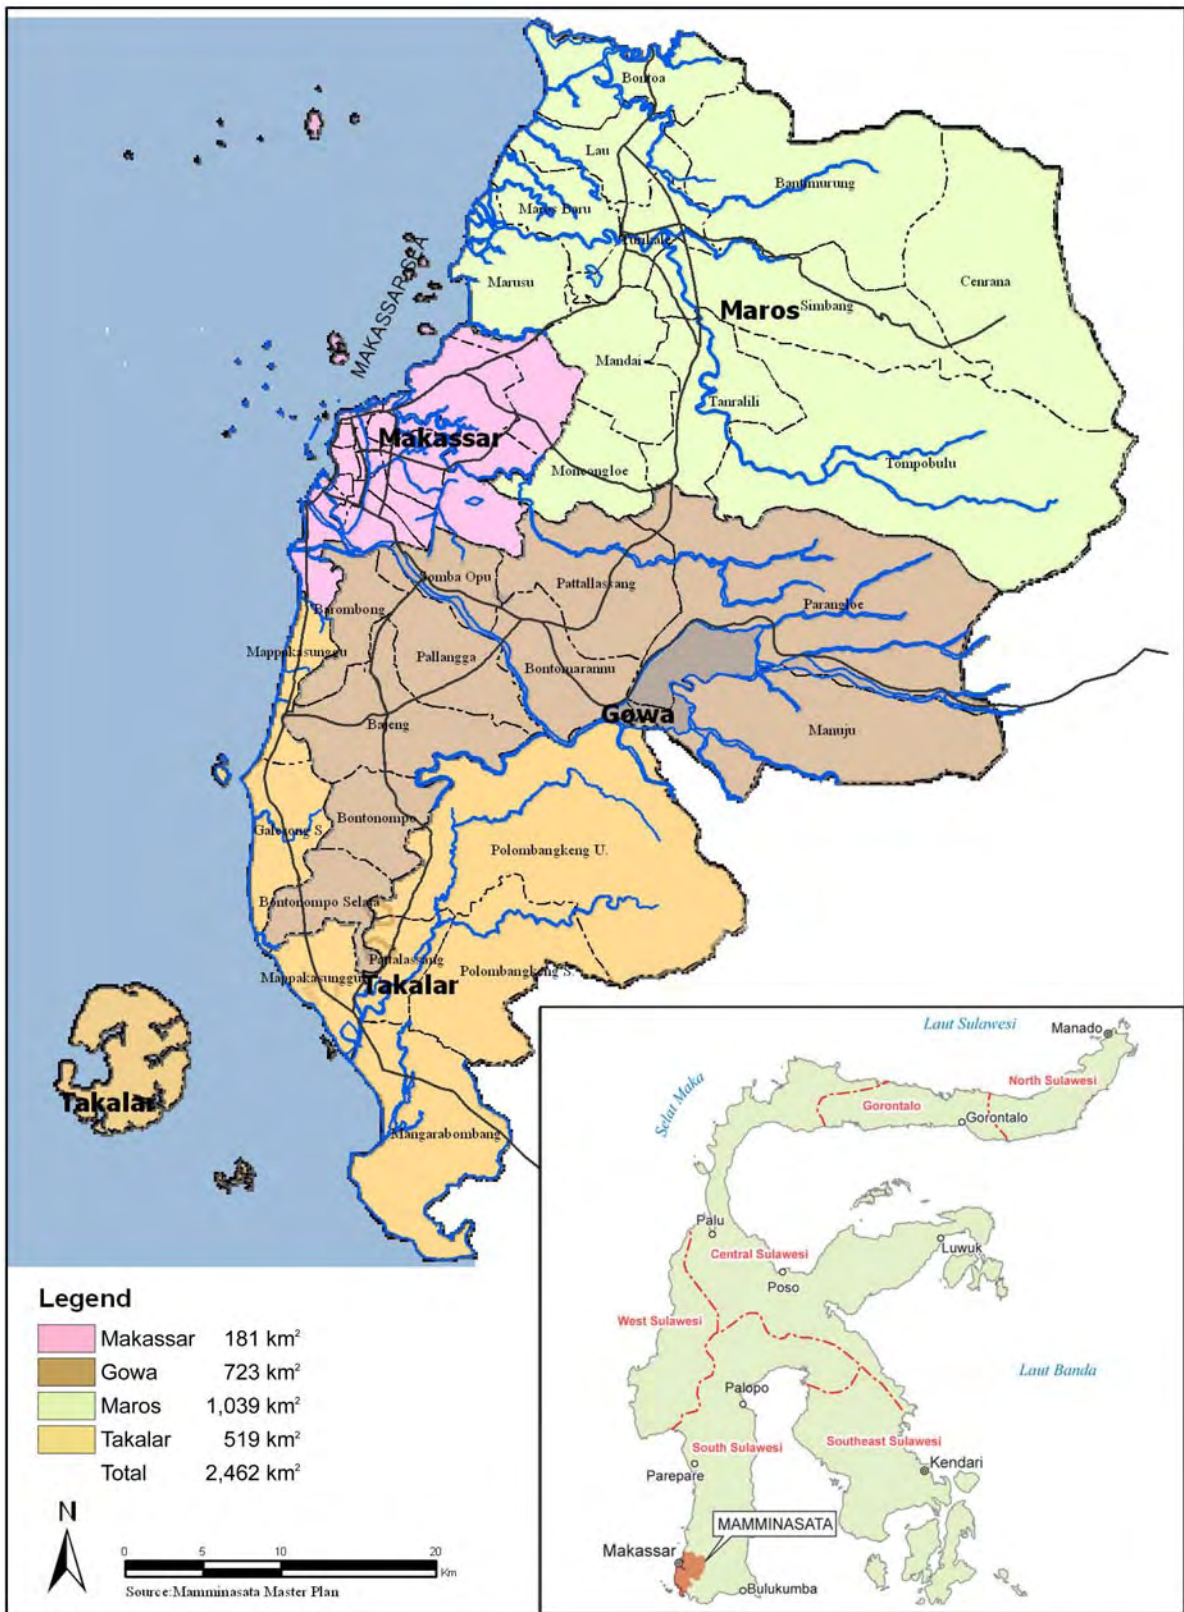 Bontoa
Lau
Bantimurung
Maros Baru
Turikale
Marusu
Cenrana
Maros
Simbang
MAKASSAR SEA
Mandai
Tanralili
Makassar
Moncongloe
Tompobulu
Somba Opu
Pattallassang
Barombong
Parangloe
Mappakasunggu
Pallangga
Bontomarannu
Gowa
Bajeng
Manuju
Galesong S.
Bontonompo
Polombangkeng U.
Bontonompo Selata
Pattalassang
Mappakasunggu
Polombangkeng S.
Takalar
Takalar
Mangarabombang
Legend
Makassar 181 km²
Gowa 723 km²
Maros 1,039 km²
Takalar 519 km²
Total 2,462 km²
N
0 5 10 20
Km
Source:Mamminasata Master Plan
Laut Sulawesi
Manado
Selat Maka
North Sulawesi
Gorontalo
Gorontalo
Palu
Luwuk
Central Sulawesi
Poso
West Sulawesi
Laut Banda
Palopo
South Sulawesi
Southeast Sulawesi
Kendari
Parepare
MAMMINASATA
Makassar
Bulukumba